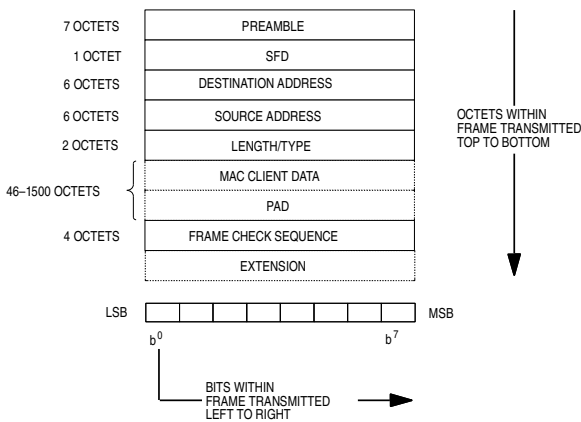 7 OCTETS PREAMBLE
1 OCTET SFD
6 OCTETS DESTINATION ADDRESS
6 OCTETS SOURCE ADDRESS
2 OCTETS LENGTH/TYPE
MAC CLIENT DATA
46–1500 OCTETS
PAD
4 OCTETS FRAME CHECK SEQUENCE
EXTENSION
OCTETS WITHIN
FRAME TRANSMITTED
TOP TO BOTTOM
LSB MSB
b0 b7
BITS WITHIN
FRAME TRANSMITTED
LEFT TO RIGHT